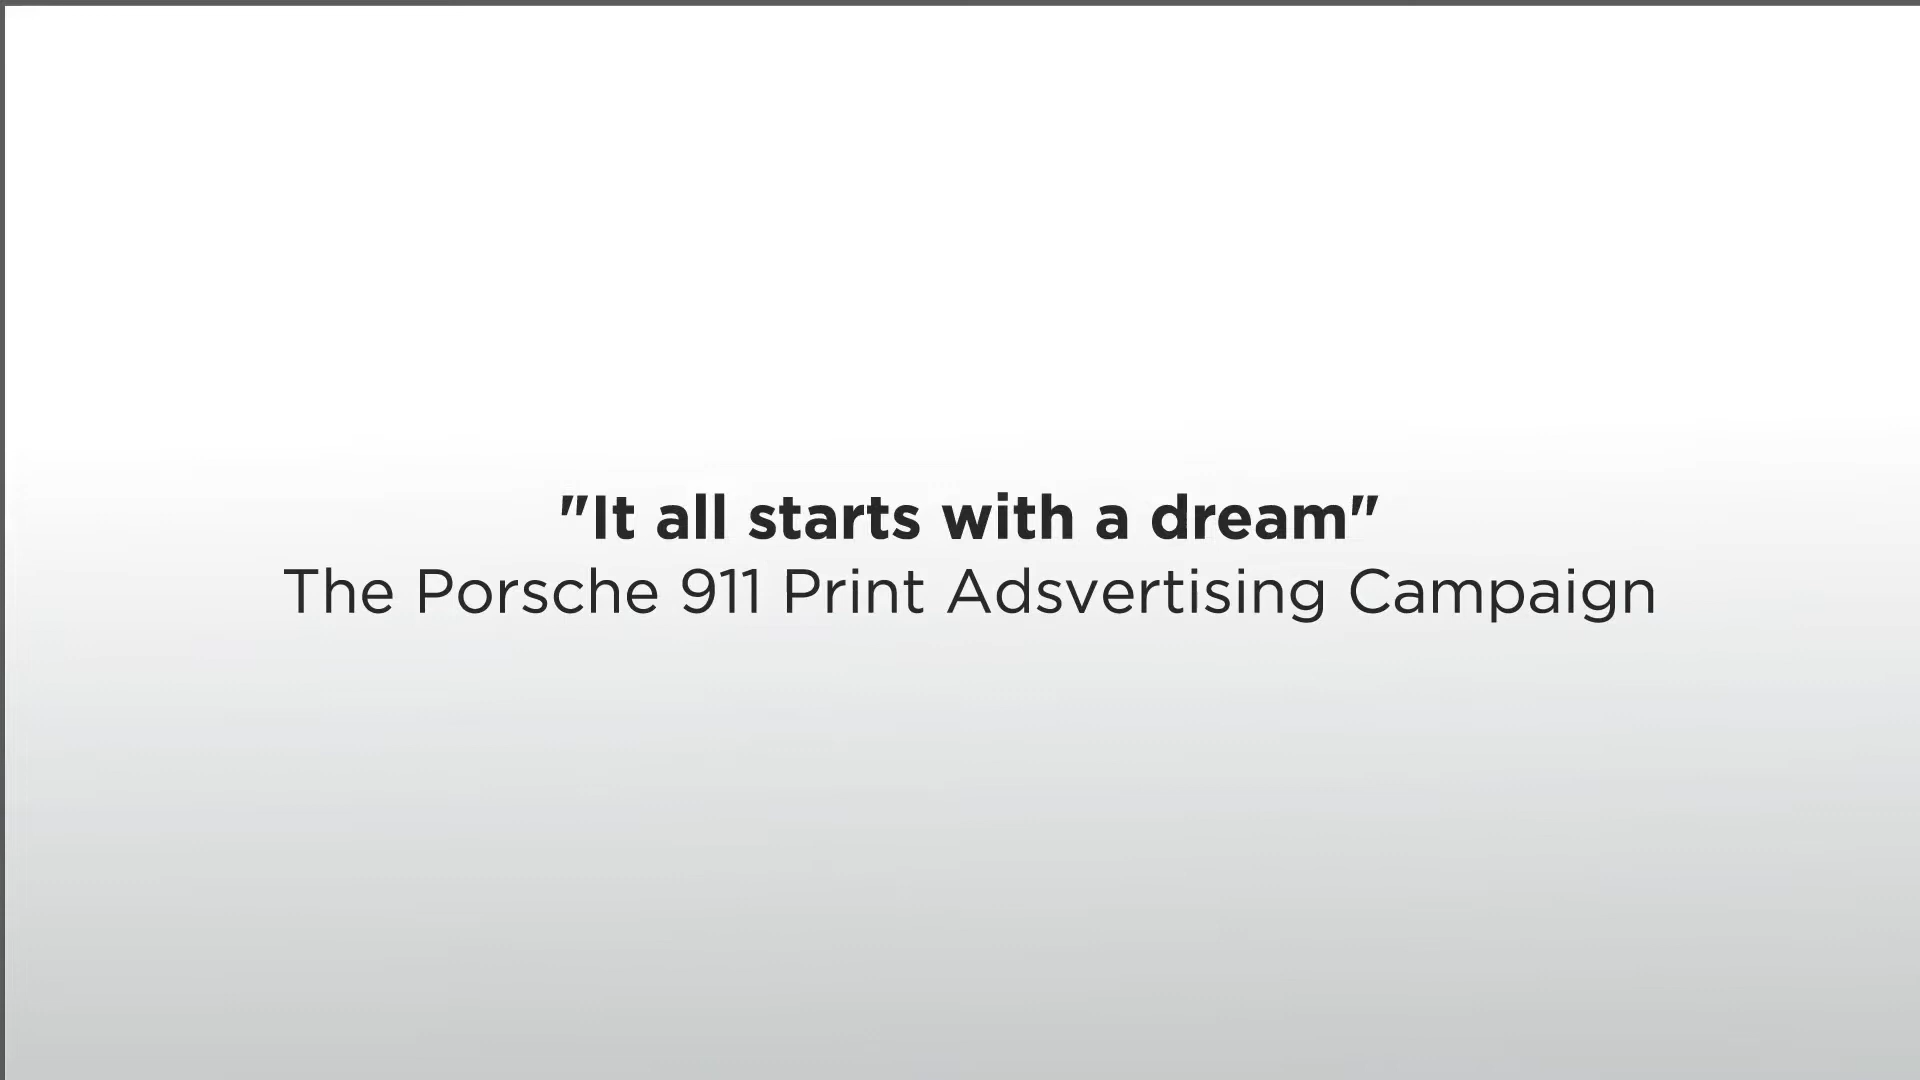 "It all starts with a dream"
The Porsche 911 Print Adsvertising Campaign